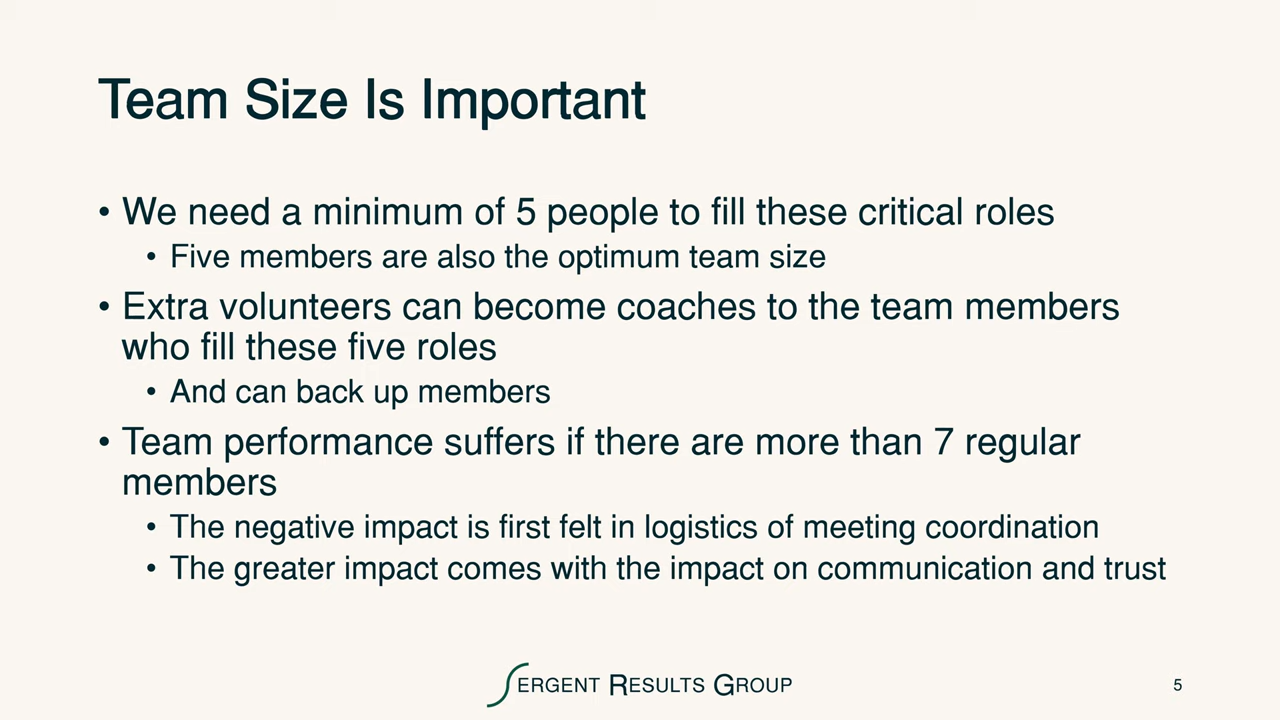 Team Size Is Important
• We need a minimum of 5 people to fill these critical roles
• Five members are also the optimum team size
• Extra volunteers can become coaches to the team members
who fill these five roles
• And can back up members
• Team performance suffers if there are more than 7 regular
members
• The negative impact is first felt in logistics of meeting coordination
• The greater impact comes with the impact on communication and trust
SERGENT RESULTS GROUP
5